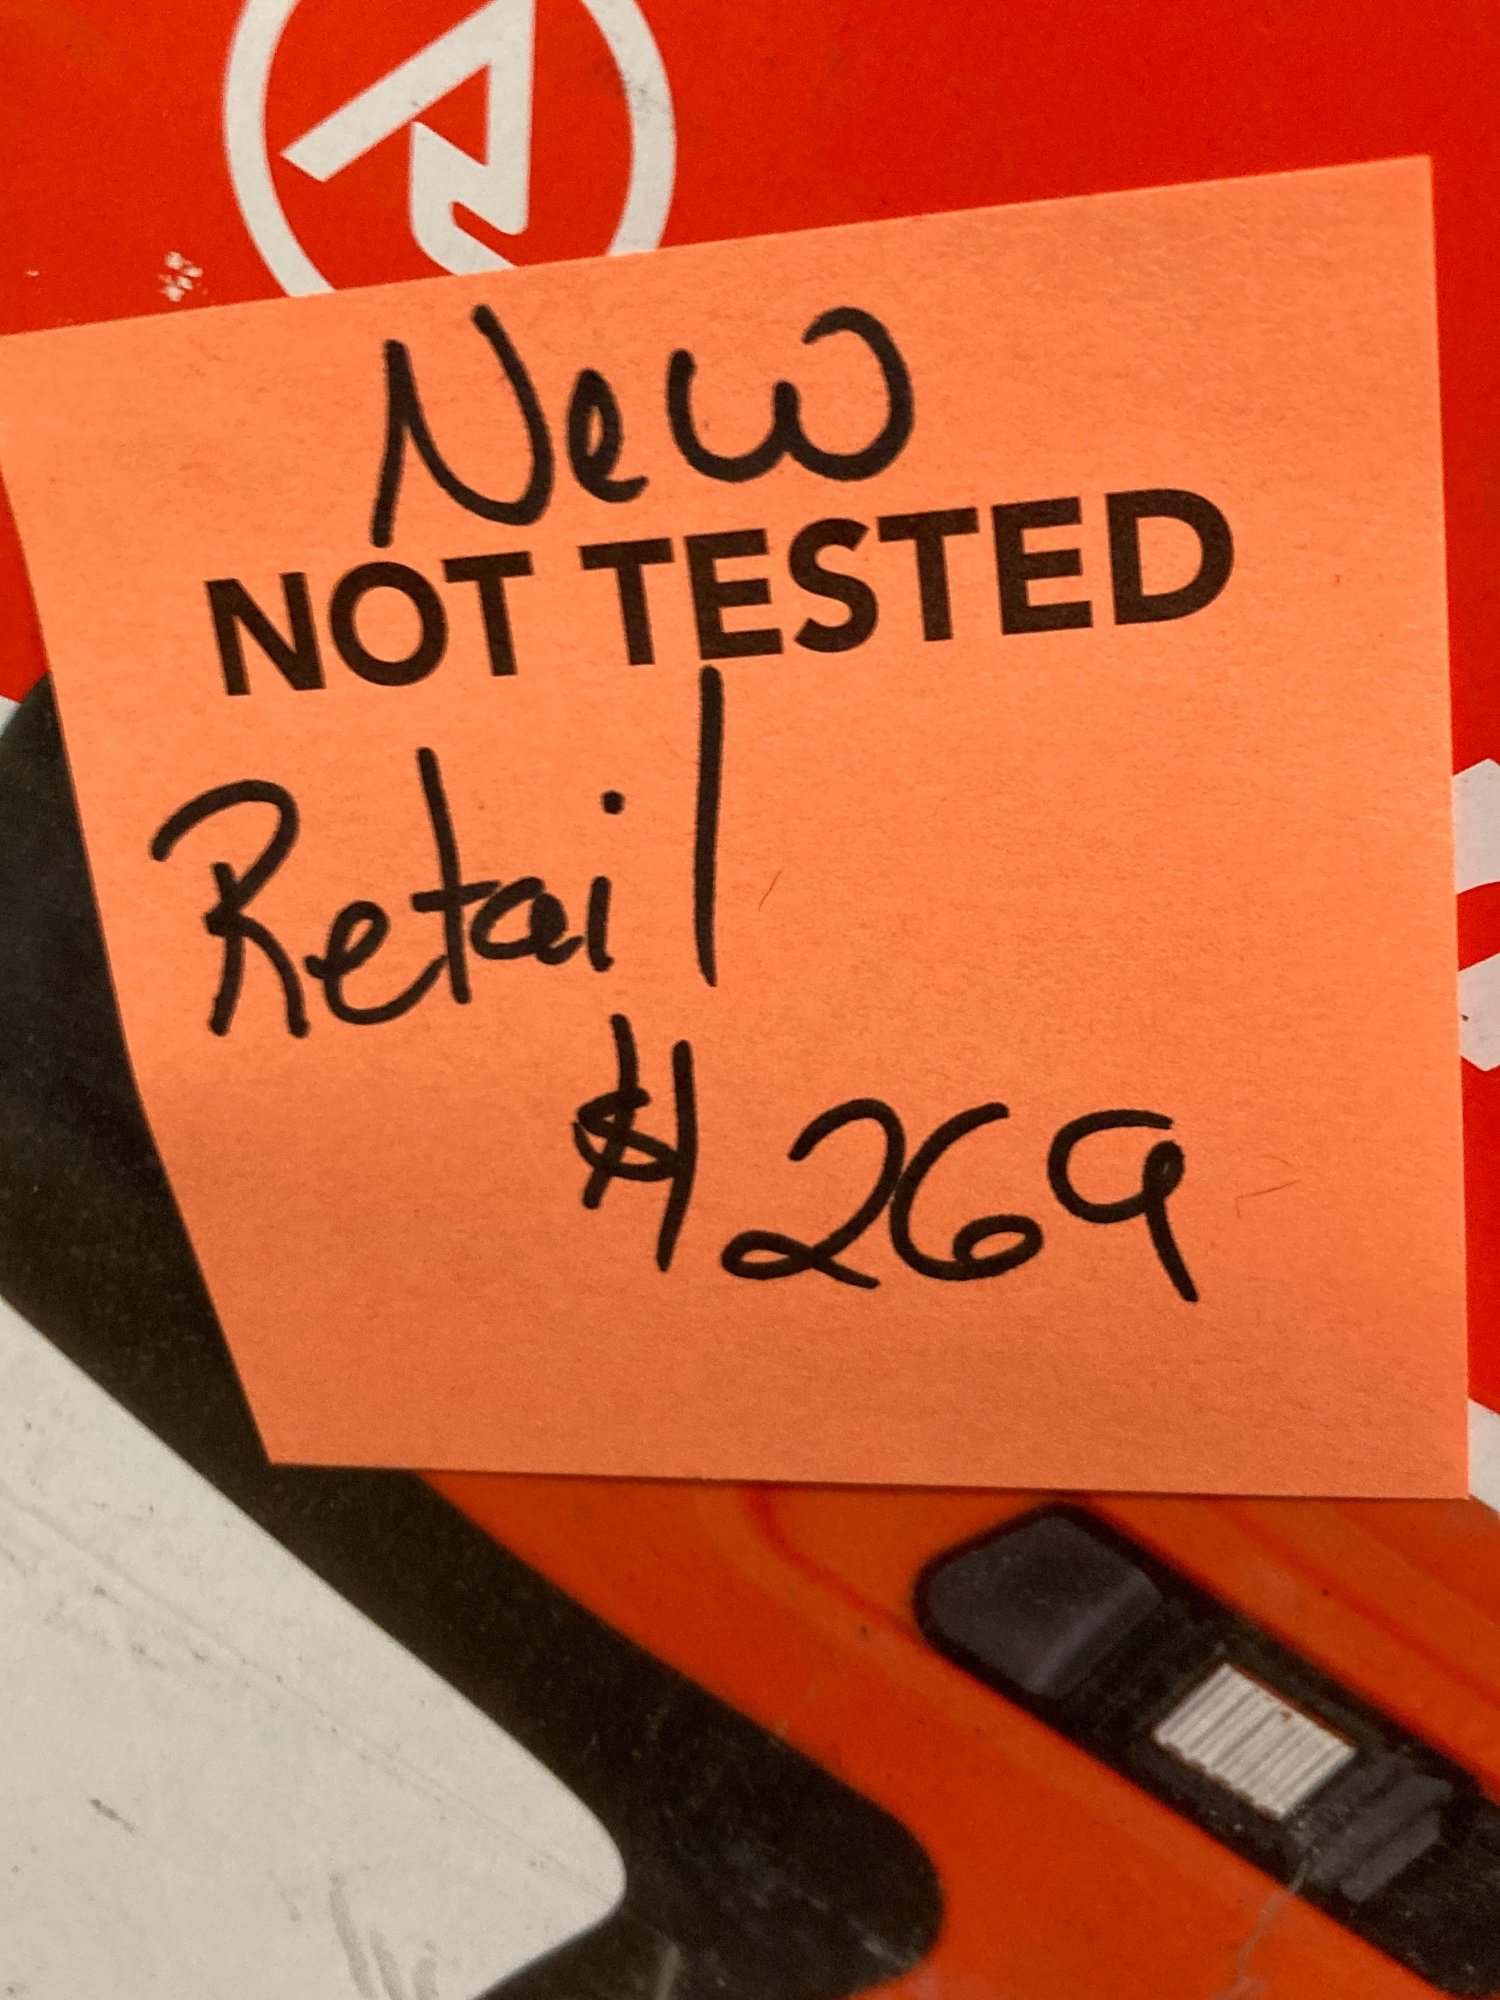 New
NOT TESTED
Retail
$269